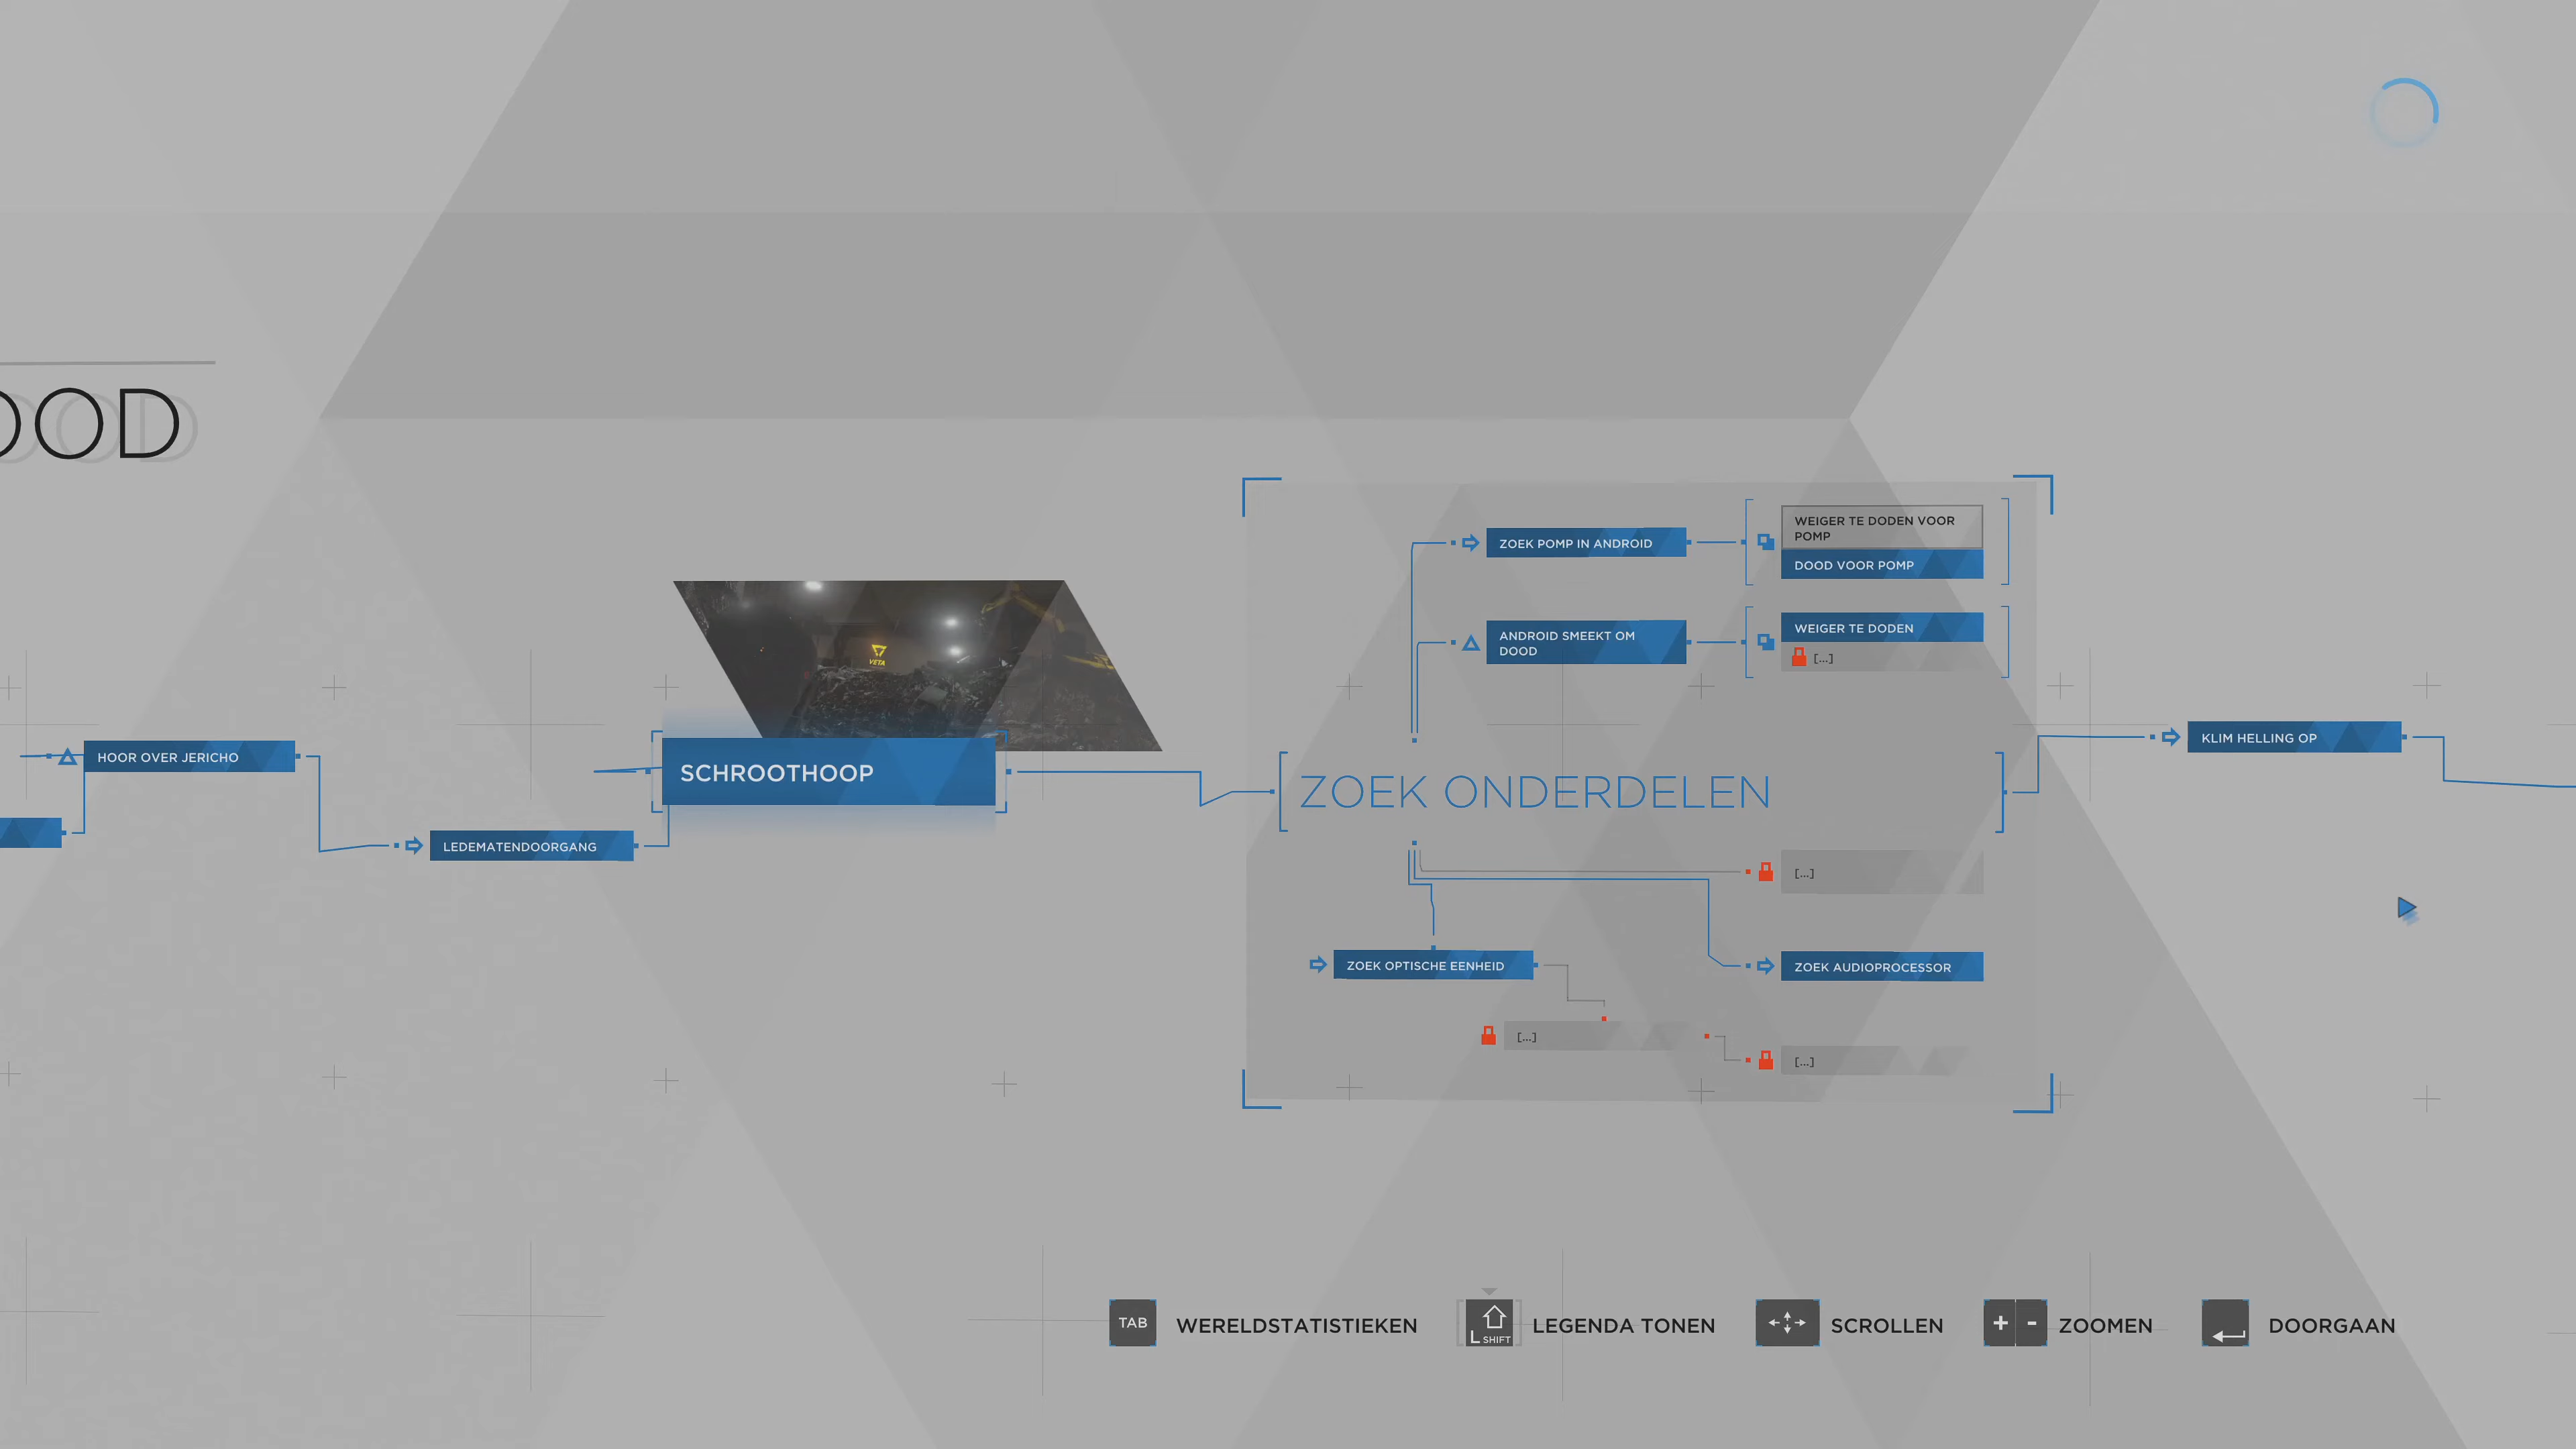 OOD
ZOEK POMP IN ANDROID
WEIGER TE DODEN VOOR
POMP
DOOD VOOR POMP
ANDROID SMEEKT OM
DOOD
WEIGER TE DODEN
[...]
VETA
HOOR OVER JERICHO
SCHROOTHOOP
ZOEK ONDERDELEN
KLIM HELLING OP
LEDEMATENDOORGANG
[...]
ZOEK OPTISCHE EENHEID
ZOEK AUDIOPROCESSOR
[...]
[...]
TAB WERELDSTATISTIEKEN
L SHIFT LEGENDA TONEN
SCROLLEN
+ - ZOOMEN
DOORGAAN